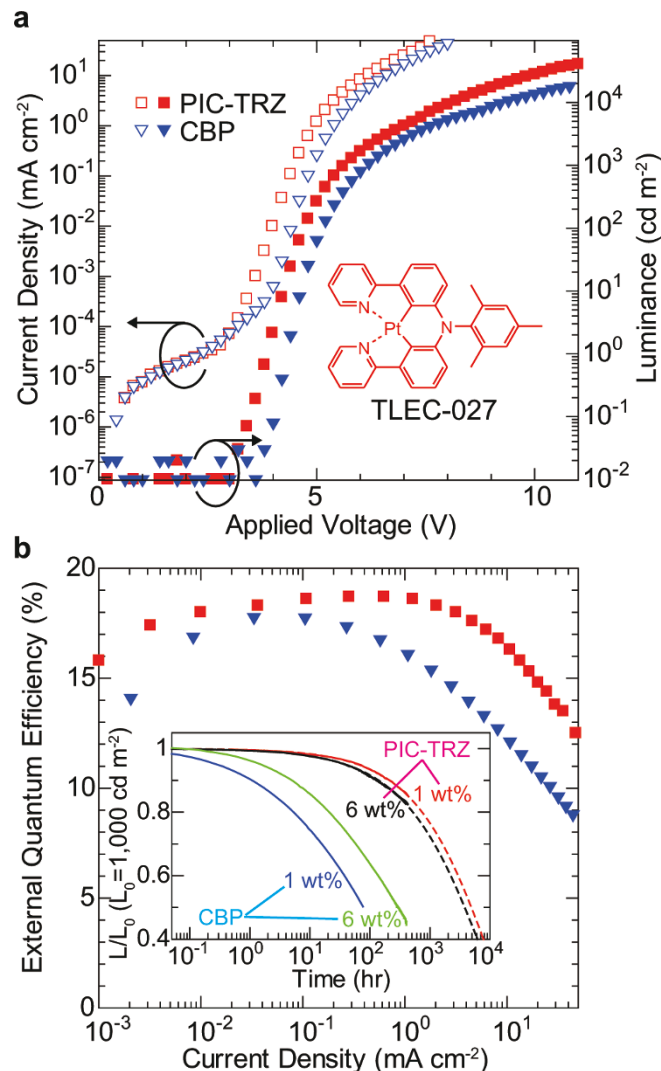 a
10¹
10⁰
10⁻¹
10⁻²
10⁻³
10⁻⁴
10⁻⁵
10⁻⁶
10⁻⁷
Current Density (mA cm⁻²)
PIC-TRZ
CBP
N
Pt
N
N
TLEC-027
10⁴
10³
10²
10¹
10⁰
10⁻¹
10⁻²
Luminance (cd m⁻²)
0 5 10
Applied Voltage (V)
b
20
15
10
5
0
External Quantum Efficiency (%)
1
0.8
0.6
0.4
L/L₀ (L₀=1,000 cd m⁻²)
PIC-TRZ
6 wt% 1 wt%
1 wt%
CBP 6 wt%
10⁻¹ 10⁰ 10¹ 10² 10³ 10⁴
Time (hr)
10⁻³ 10⁻² 10⁻¹ 10⁰ 10¹
Current Density (mA cm⁻²)